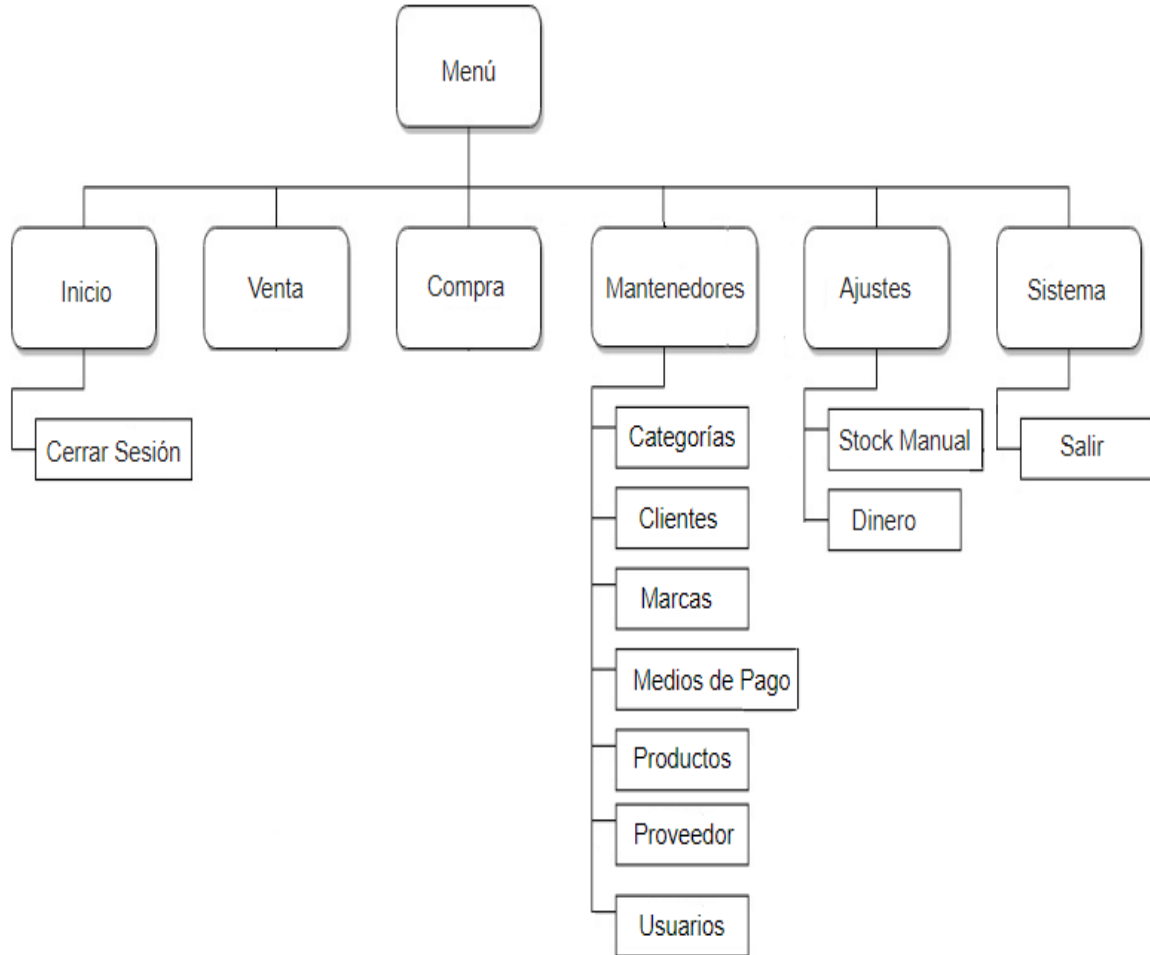 Menú
Inicio
Venta
Compra
Mantenedores
Ajustes
Sistema
Cerrar Sesión
Categorías
Clientes
Marcas
Medios de Pago
Productos
Proveedor
Usuarios
Stock Manual
Dinero
Salir